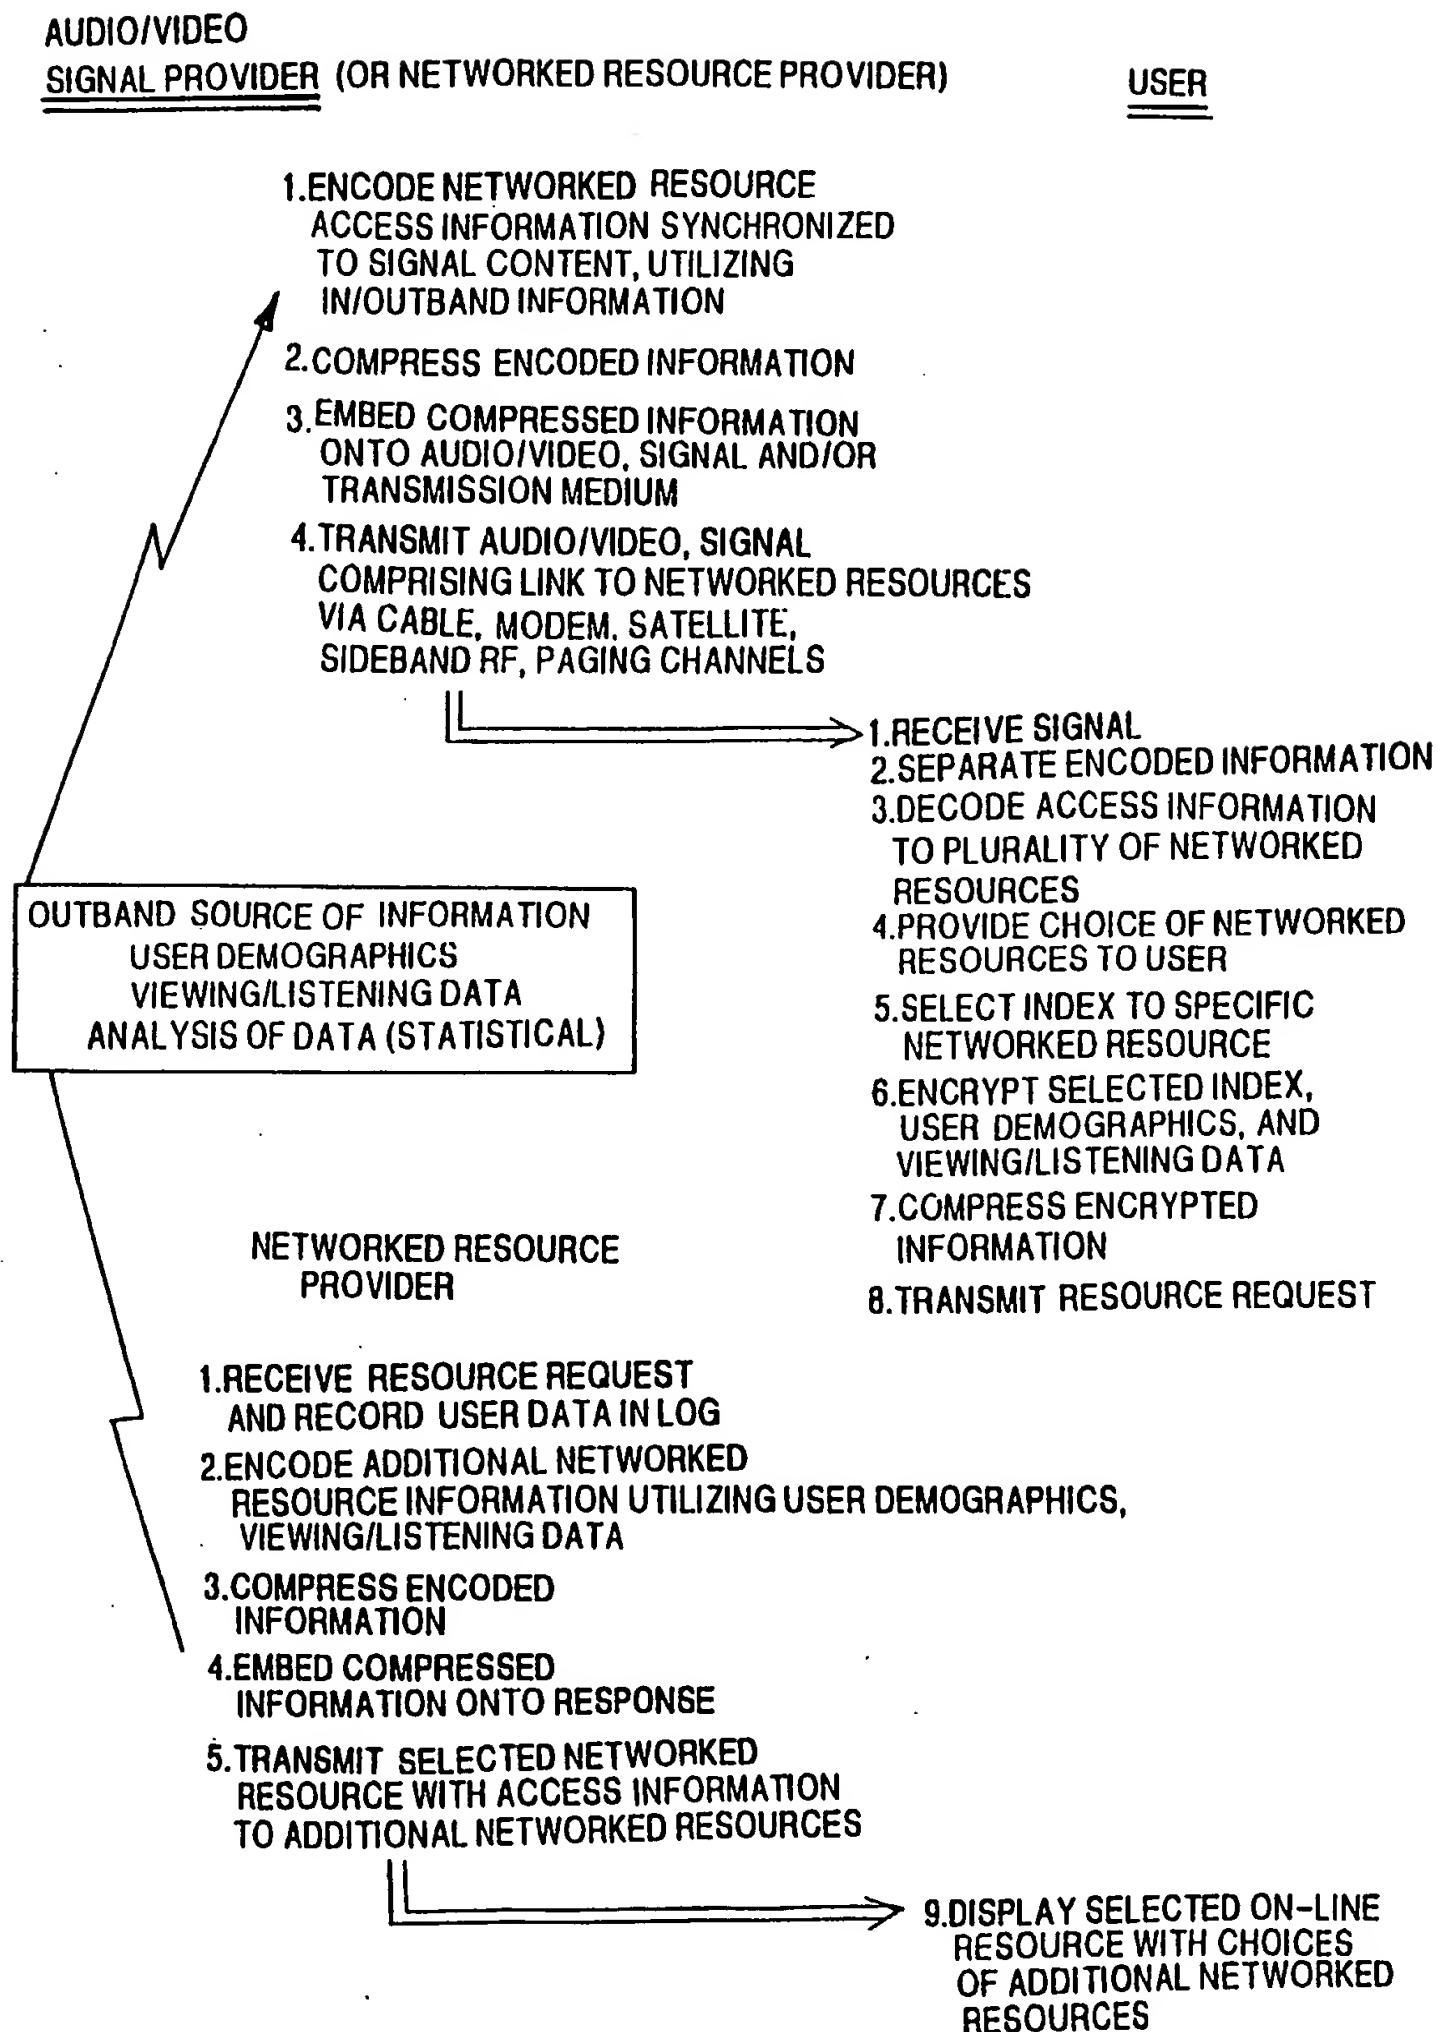 AUDIO/VIDEO
SIGNAL PROVIDER (OR NETWORKED RESOURCE PROVIDER)
USER
1.ENCODE NETWORKED RESOURCE
ACCESS INFORMATION SYNCHRONIZED
TO SIGNAL CONTENT, UTILIZING
IN/OUTBAND INFORMATION
2.COMPRESS ENCODED INFORMATION
3.EMBED COMPRESSED INFORMATION
ONTO AUDIO/VIDEO, SIGNAL AND/OR
TRANSMISSION MEDIUM
4.TRANSMIT AUDIO/VIDEO, SIGNAL
COMPRISING LINK TO NETWORKED RESOURCES
VIA CABLE, MODEM. SATELLITE,
SIDEBAND RF, PAGING CHANNELS
1.RECEIVE SIGNAL
2.SEPARATE ENCODED INFORMATION
3.DECODE ACCESS INFORMATION
TO PLURALITY OF NETWORKED
RESOURCES
4.PROVIDE CHOICE OF NETWORKED
RESOURCES TO USER
5.SELECT INDEX TO SPECIFIC
NETWORKED RESOURCE
6.ENCRYPT SELECTED INDEX,
USER DEMOGRAPHICS, AND
VIEWING/LISTENING DATA
7.COMPRESS ENCRYPTED
INFORMATION
8.TRANSMIT RESOURCE REQUEST
OUTBAND SOURCE OF INFORMATION
USER DEMOGRAPHICS
VIEWING/LISTENING DATA
ANALYSIS OF DATA (STATISTICAL)
NETWORKED RESOURCE
PROVIDER
1.RECEIVE RESOURCE REQUEST
AND RECORD USER DATA IN LOG
2.ENCODE ADDITIONAL NETWORKED
RESOURCE INFORMATION UTILIZING USER DEMOGRAPHICS,
VIEWING/LISTENING DATA
3.COMPRESS ENCODED
INFORMATION
4.EMBED COMPRESSED
INFORMATION ONTO RESPONSE
5.TRANSMIT SELECTED NETWORKED
RESOURCE WITH ACCESS INFORMATION
TO ADDITIONAL NETWORKED RESOURCES
9.DISPLAY SELECTED ON-LINE
RESOURCE WITH CHOICES
OF ADDITIONAL NETWORKED
RESOURCES